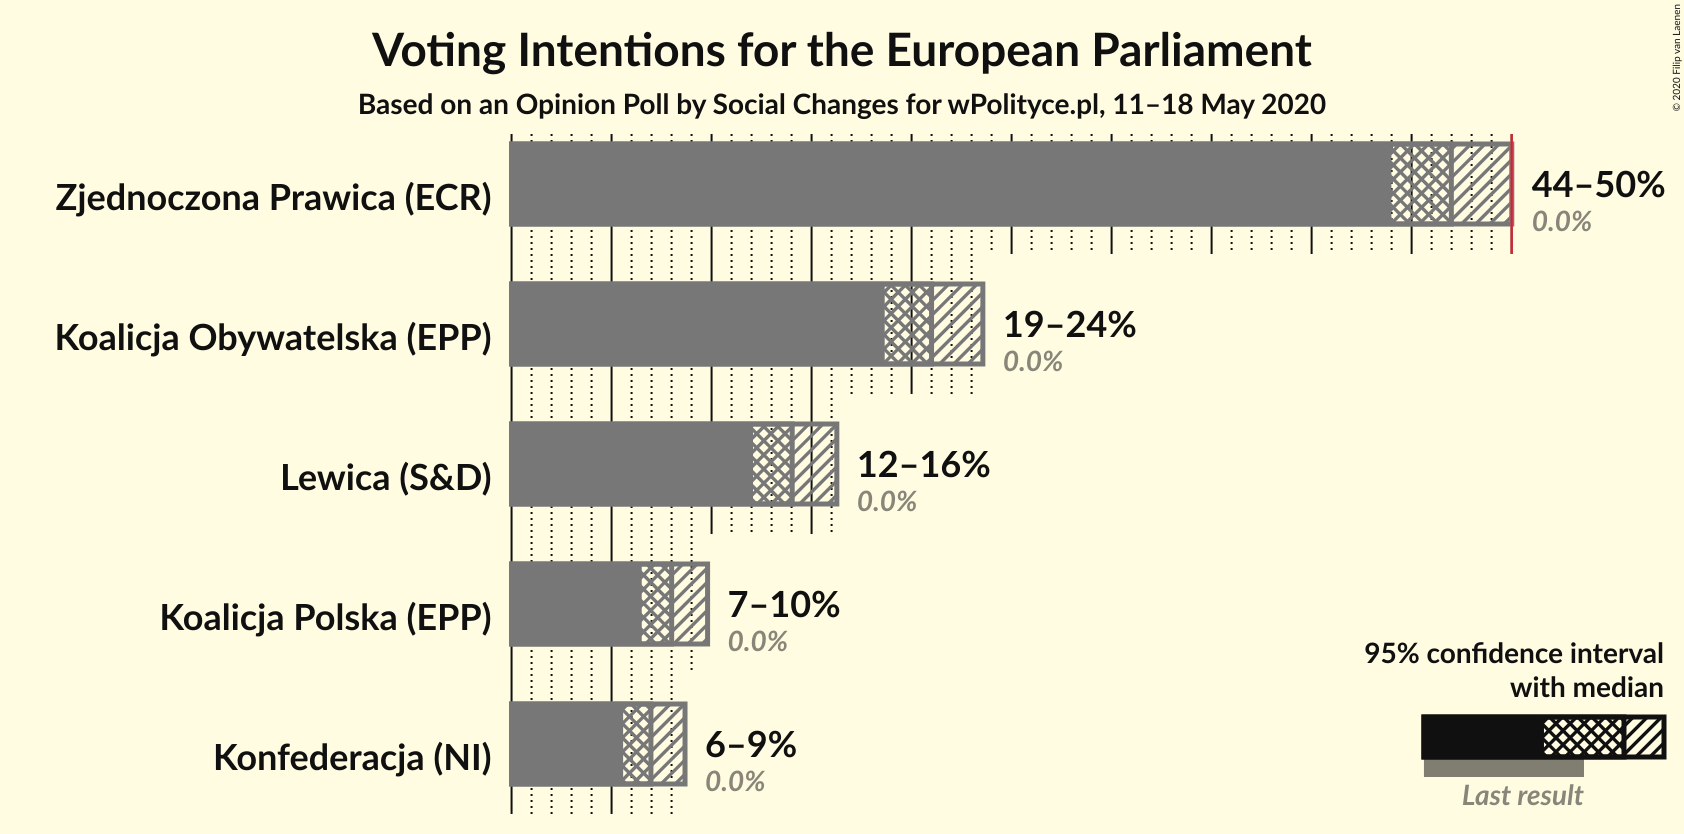 Voting Intentions for the European Parliament
Based on an Opinion Poll by Social Changes for wPolityce.pl, 11–18 May 2020
© 2020 Filip van Laenen
Zjednoczona Prawica (ECR)
44–50%
0.0%
Koalicja Obywatelska (EPP)
19–24%
0.0%
Lewica (S&D)
12–16%
0.0%
Koalicja Polska (EPP)
7–10%
0.0%
Konfederacja (NI)
6–9%
0.0%
95% confidence interval
with median
Last result